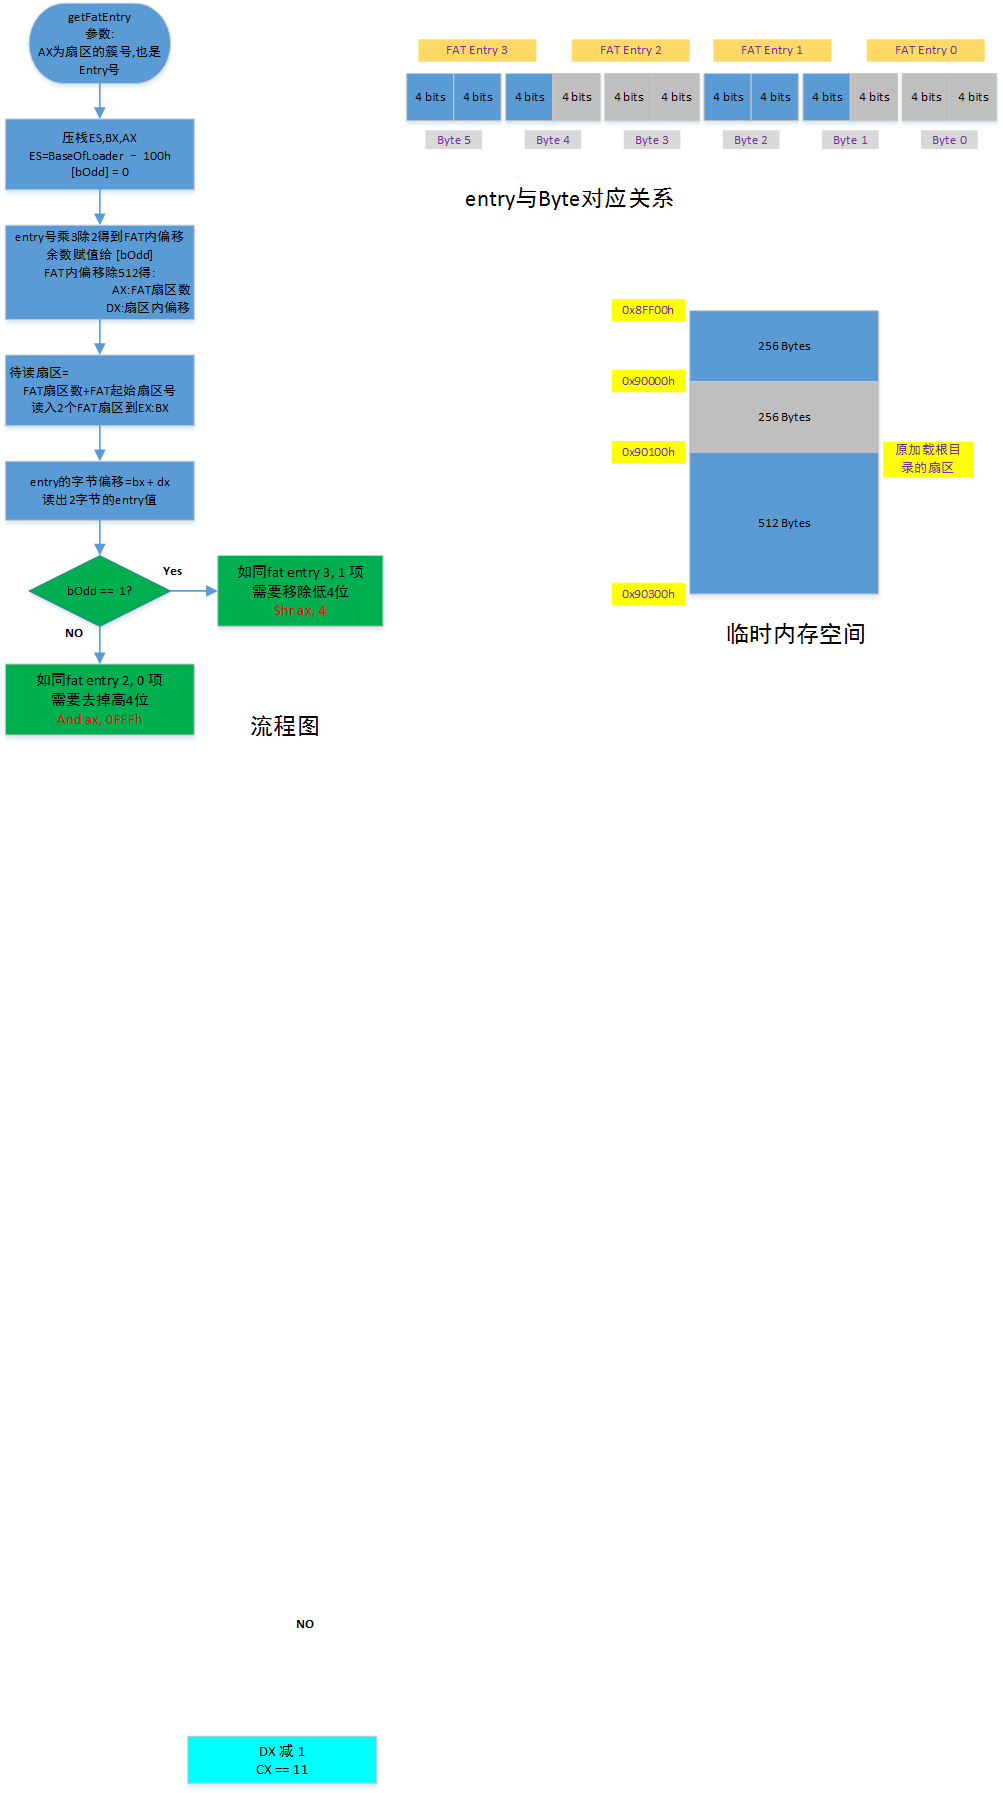 getFatEntry
参数:
AX为扇区的簇号,也是
Entry号
压栈ES,BX,AX
ES=BaseOfLoader － 100h
[bOdd] = 0
entry号乘3除2得到FAT内偏移
余数赋值给 [bOdd]
FAT内偏移除512得:
AX:FAT扇区数
DX:扇区内偏移
待读扇区=
FAT扇区数+FAT起始扇区号
读入2个FAT扇区到EX:BX
entry的字节偏移=bx + dx
读出2字节的entry值
bOdd == 1?
Yes
如同fat entry 3, 1 项
需要移除低4位
Shr ax, 4
NO
如同fat entry 2, 0 项
需要去掉高4位
And ax, 0FFFh
流程图
FAT Entry 3 FAT Entry 2 FAT Entry 1 FAT Entry 0
4 bits 4 bits 4 bits 4 bits 4 bits 4 bits 4 bits 4 bits 4 bits 4 bits 4 bits 4 bits
Byte 5 Byte 4 Byte 3 Byte 2 Byte 1 Byte 0
entry与Byte对应关系
0x8FF00h
256 Bytes
0x90000h
256 Bytes
0x90100h
原加载根目
录的扇区
512 Bytes
0x90300h
临时内存空间
NO
DX 减 1
CX == 11